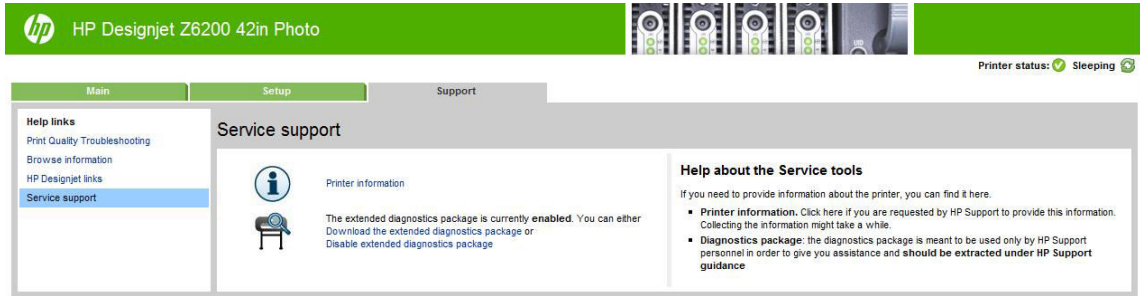 hp HP Designjet Z6200 42in Photo
UID
Printer status: Sleeping
Main Setup Support
Help links
Print Quality Troubleshooting
Browse information
HP Designjet links
Service support
Service support
Printer information
The extended diagnostics package is currently enabled. You can either
Download the extended diagnostics package or
Disable extended diagnostics package
Help about the Service tools
If you need to provide information about the printer, you can find it here.
Printer information. Click here if you are requested by HP Support to provide this information.
Collecting the information might take a while.
Diagnostics package: the diagnostics package is meant to be used only by HP Support
personnel in order to give you assistance and should be extracted under HP Support
guidance